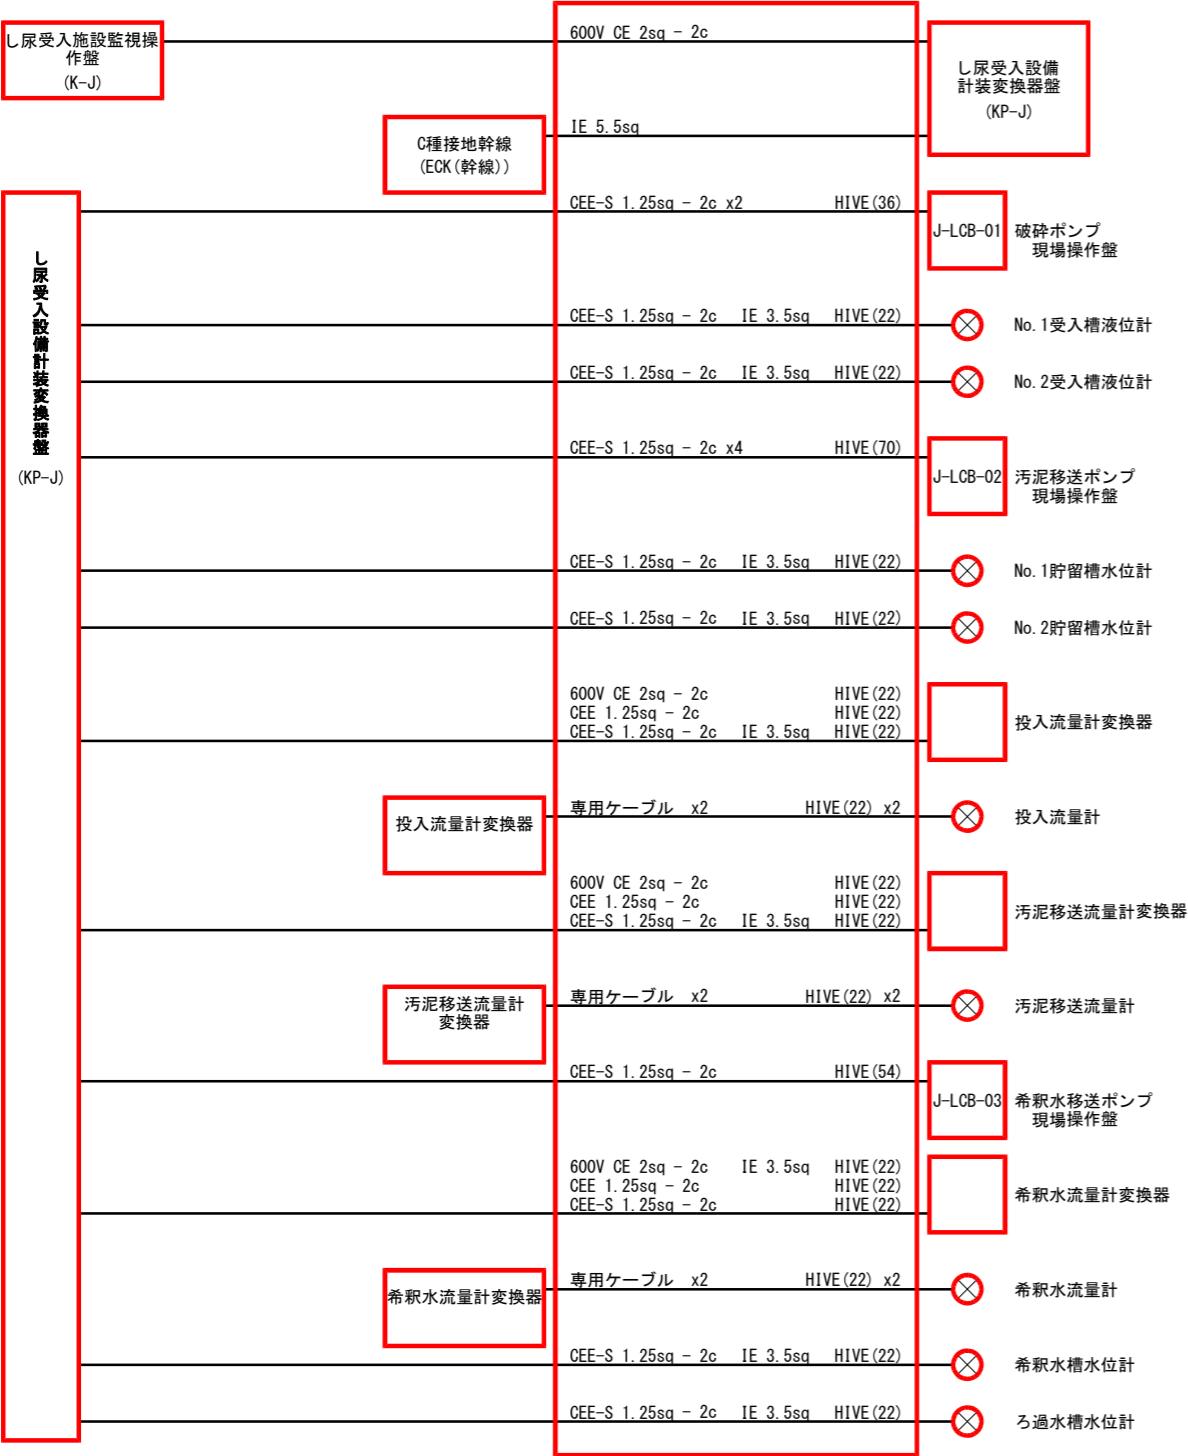 し尿受入施設監視操
作盤
(K-J)
600V CE 2sq - 2c
し尿受入設備
計装変換器盤
(KP-J)
C種接地幹線
(ECK(幹線))
IE 5.5sq
し尿受入設備計装変換器盤
(KP-J)
CEE-S 1.25sq - 2c x2 HIVE(36)
J-LCB-01 破砕ポンプ
現場操作盤
CEE-S 1.25sq - 2c IE 3.5sq HIVE(22) No.1受入槽液位計
CEE-S 1.25sq - 2c IE 3.5sq HIVE(22) No.2受入槽液位計
CEE-S 1.25sq - 2c x4 HIVE(70)
J-LCB-02 汚泥移送ポンプ
現場操作盤
CEE-S 1.25sq - 2c IE 3.5sq HIVE(22) No.1貯留槽水位計
CEE-S 1.25sq - 2c IE 3.5sq HIVE(22) No.2貯留槽水位計
600V CE 2sq - 2c HIVE(22)
CEE 1.25sq - 2c HIVE(22)
CEE-S 1.25sq - 2c IE 3.5sq HIVE(22)
投入流量計変換器
投入流量計変換器
専用ケーブル x2 HIVE(22) x2 投入流量計
600V CE 2sq - 2c HIVE(22)
CEE 1.25sq - 2c HIVE(22)
CEE-S 1.25sq - 2c IE 3.5sq HIVE(22)
汚泥移送流量計変換器
汚泥移送流量計
変換器
専用ケーブル x2 HIVE(22) x2 汚泥移送流量計
CEE-S 1.25sq - 2c HIVE(54)
J-LCB-03 希釈水移送ポンプ
現場操作盤
600V CE 2sq - 2c IE 3.5sq HIVE(22)
CEE 1.25sq - 2c HIVE(22)
CEE-S 1.25sq - 2c HIVE(22)
希釈水流量計変換器
希釈水流量計変換器
専用ケーブル x2 HIVE(22) x2 希釈水流量計
CEE-S 1.25sq - 2c IE 3.5sq HIVE(22) 希釈水槽水位計
CEE-S 1.25sq - 2c IE 3.5sq HIVE(22) ろ過水槽水位計